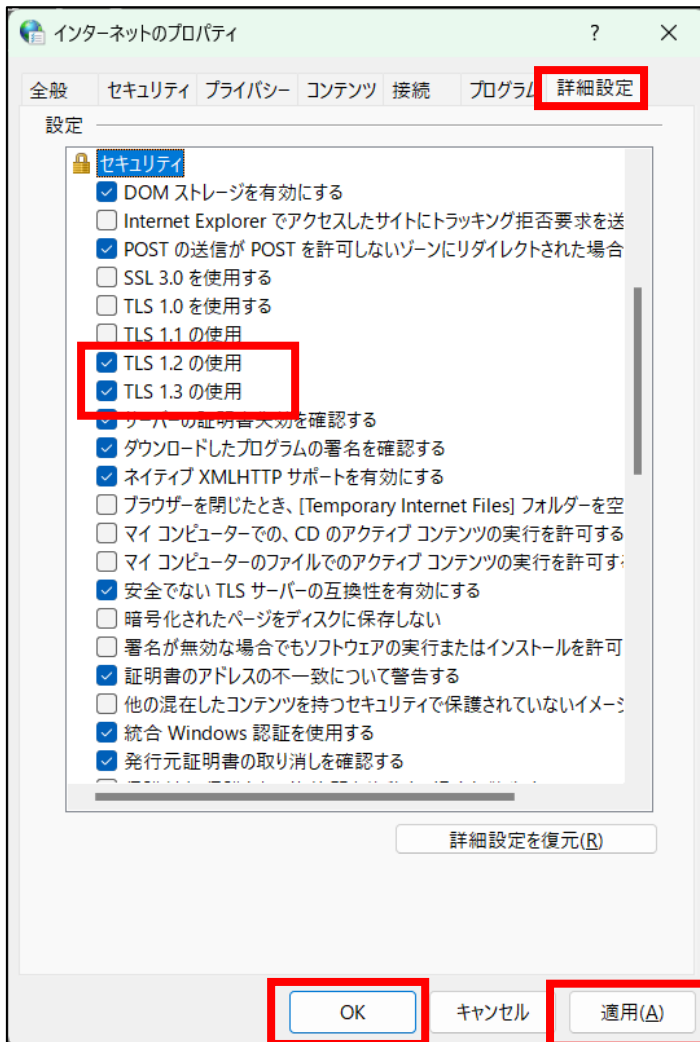 インターネットのプロパティ
?
全般 セキュリティ プライバシー コンテンツ 接続 プログラム 詳細設定
設定
セキュリティ
DOM ストレージを有効にする
Internet Explorer でアクセスしたサイトにトラッキング拒否要求を送
POST の送信が POST を許可しないゾーンにリダイレクトされた場合
SSL 3.0 を使用する
TLS 1.0 を使用する
TLS 1.1 の使用
TLS 1.2 の使用
TLS 1.3 の使用
サーバーの証明書失効を確認する
ダウンロードしたプログラムの署名を確認する
ネイティブ XMLHTTP サポートを有効にする
ブラウザーを閉じたとき、[Temporary Internet Files] フォルダーを空
マイ コンピューターでの、CD のアクティブ コンテンツの実行を許可する
マイ コンピューターのファイルでのアクティブ コンテンツの実行を許可す
安全でない TLS サーバーの互換性を有効にする
暗号化されたページをディスクに保存しない
署名が無効な場合でもソフトウェアの実行またはインストールを許可
証明書のアドレスの不一致について警告する
他の混在したコンテンツを持つセキュリティで保護されていないイメージ
統合 Windows 認証を使用する
発行元証明書の取り消しを確認する
詳細設定を復元(R)
OK キャンセル 適用(A)